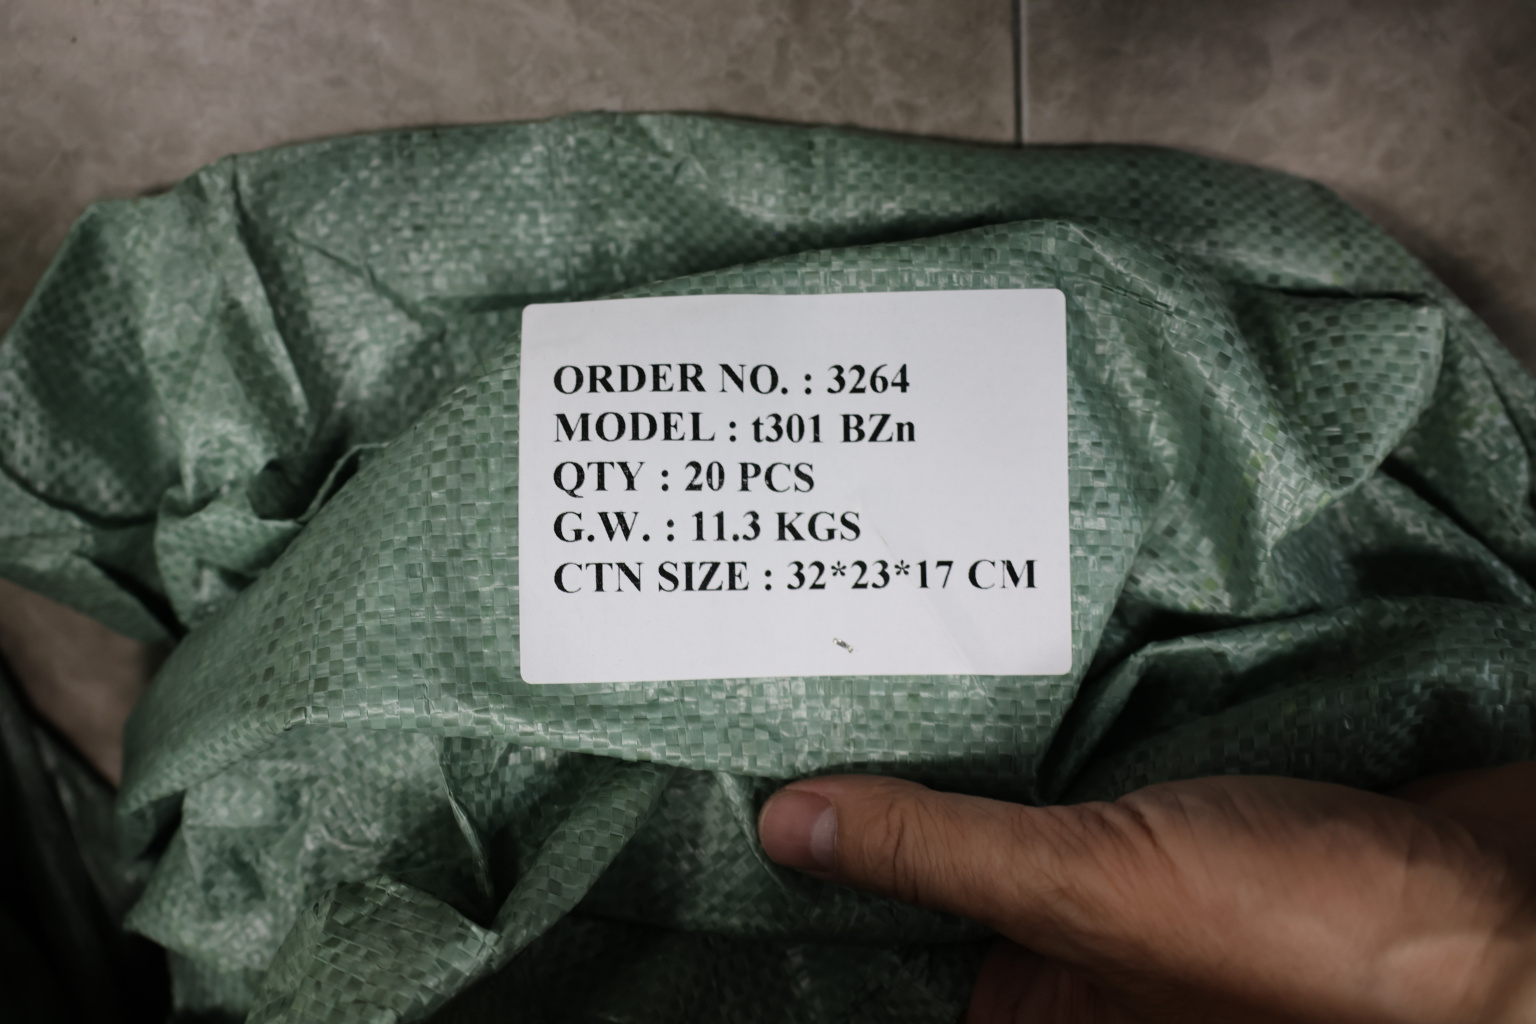 ORDER NO. : 3264
MODEL : t301 BZn
QTY : 20 PCS
G.W. : 11.3 KGS
CTN SIZE : 32*23*17 CM